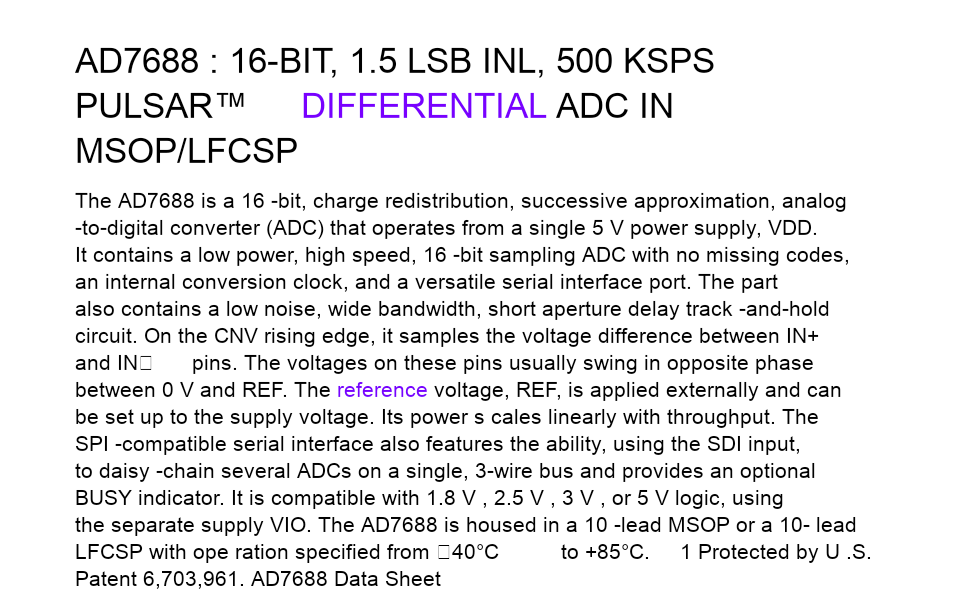 AD7688 : 16-BIT, 1.5 LSB INL, 500 KSPS
PULSAR™ DIFFERENTIAL ADC IN
MSOP/LFCSP
The AD7688 is a 16 -bit, charge redistribution, successive approximation, analog
-to-digital converter (ADC) that operates from a single 5 V power supply, VDD.
It contains a low power, high speed, 16 -bit sampling ADC with no missing codes,
an internal conversion clock, and a versatile serial interface port. The part
also contains a low noise, wide bandwidth, short aperture delay track -and-hold
circuit. On the CNV rising edge, it samples the voltage difference between IN+
and IN□ pins. The voltages on these pins usually swing in opposite phase
between 0 V and REF. The reference voltage, REF, is applied externally and can
be set up to the supply voltage. Its power s cales linearly with throughput. The
SPI -compatible serial interface also features the ability, using the SDI input,
to daisy -chain several ADCs on a single, 3-wire bus and provides an optional
BUSY indicator. It is compatible with 1.8 V , 2.5 V , 3 V , or 5 V logic, using
the separate supply VIO. The AD7688 is housed in a 10 -lead MSOP or a 10- lead
LFCSP with ope ration specified from □40°C to +85°C. 1 Protected by U .S.
Patent 6,703,961. AD7688 Data Sheet